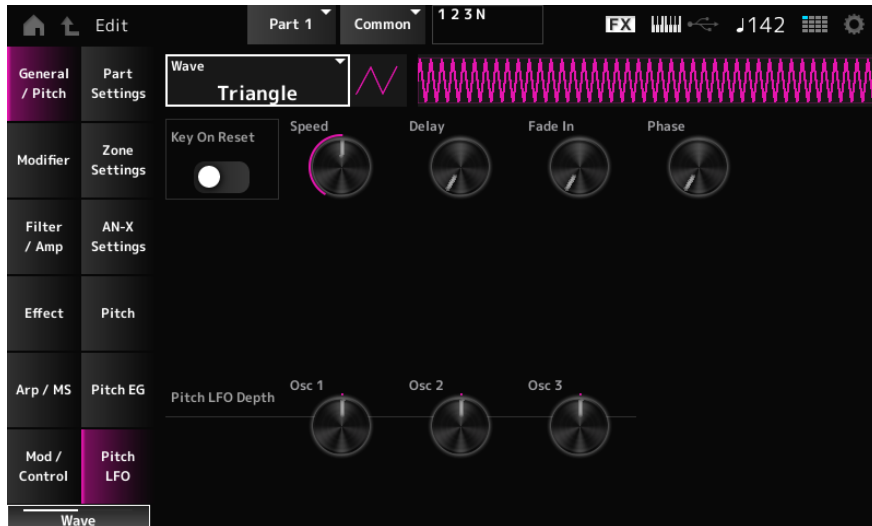 Edit
Part 1
Common
1 2 3 N
FX
♩142
General
/ Pitch
Part
Settings
Wave
Triangle
Key On Reset
Speed
Delay
Fade In
Phase
Modifier
Zone
Settings
Filter
/ Amp
AN-X
Settings
Effect
Pitch
Arp / MS
Pitch EG
Pitch LFO Depth
Osc 1
Osc 2
Osc 3
Mod /
Control
Pitch
LFO
Wave